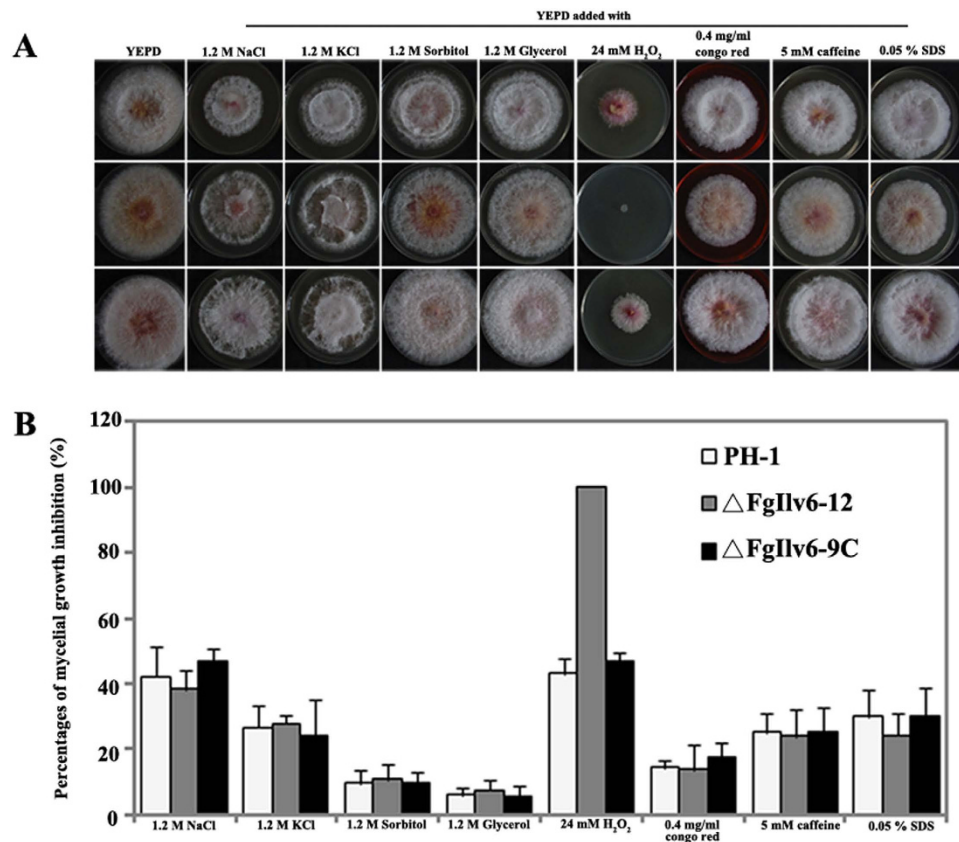 YEPD added with
A
YEPD
1.2 M NaCl
1.2 M KCl
1.2 M Sorbitol
1.2 M Glycerol
24 mM H₂O₂
0.4 mg/ml
congo red
5 mM caffeine
0.05 % SDS
B
Percentages of mycelial growth inhibition (%)
120
100
80
60
40
20
0
PH-1
△FgIlv6-12
△FgIlv6-9C
1.2 M NaCl
1.2 M KCl
1.2 M Sorbitol
1.2 M Glycerol
24 mM H₂O₂
0.4 mg/ml
congo red
5 mM caffeine
0.05 % SDS